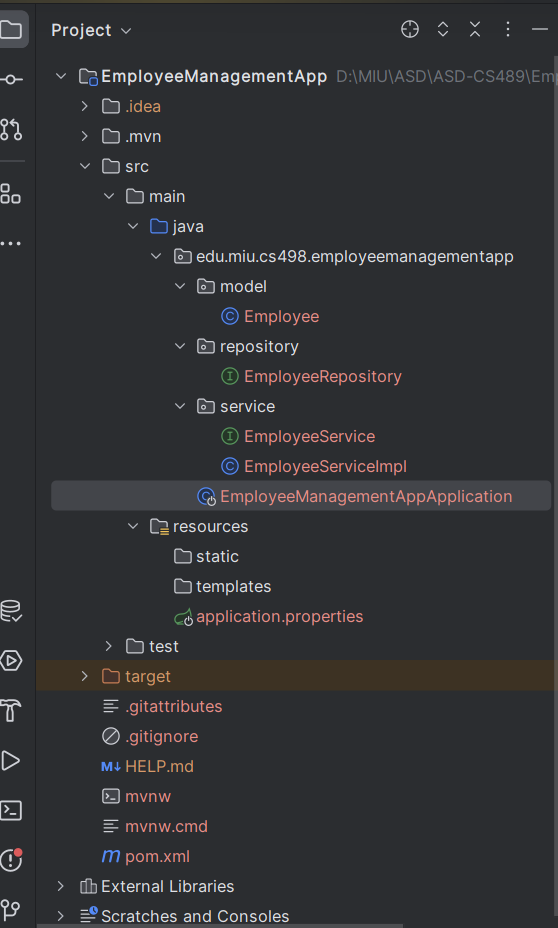 Project
EmployeeManagementApp D:\MIU\ASD\ASD-CS489\Em
.idea
.mvn
src
main
java
edu.miu.cs498.employeemanagementapp
model
C Employee
repository
I EmployeeRepository
service
I EmployeeService
C EmployeeServiceImpl
C EmployeeManagementAppApplication
resources
static
templates
application.properties
test
target
.gitattributes
.gitignore
M↓ HELP.md
mvnw
mvnw.cmd
m pom.xml
External Libraries
Scratches and Consoles